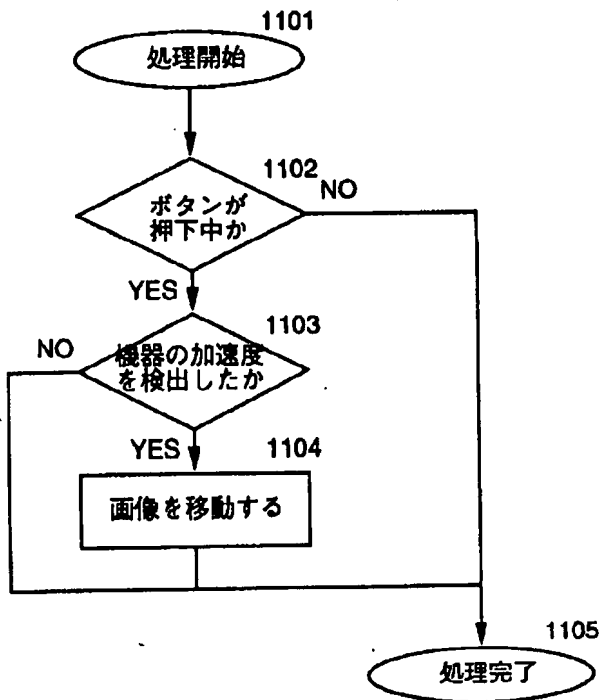 1101
処理開始
1102
ボタンが
押下中か
NO
YES
1103
NO
機器の加速度
を検出したか
YES
1104
画像を移動する
1105
処理完了